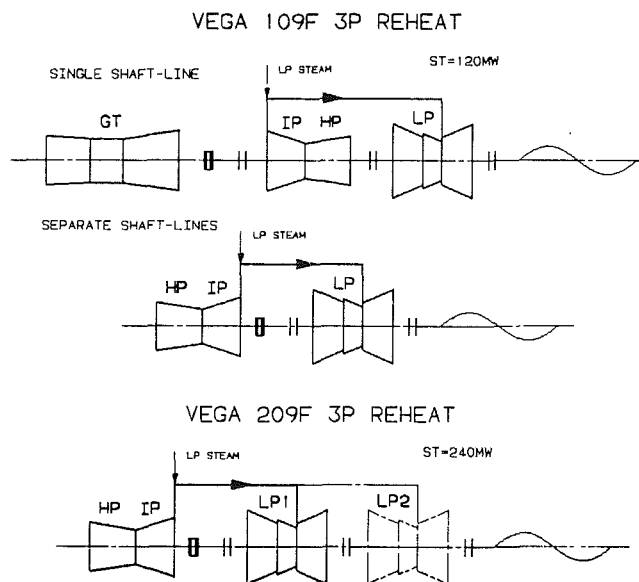 VEGA 109F 3P REHEAT
LP STEAM
ST=120MW
SINGLE SHAFT-LINE
GT
IP HP
LP
SEPARATE SHAFT-LINES
LP STEAM
HP IP
LP
VEGA 209F 3P REHEAT
LP STEAM
ST=240MW
HP IP
LP1
LP2